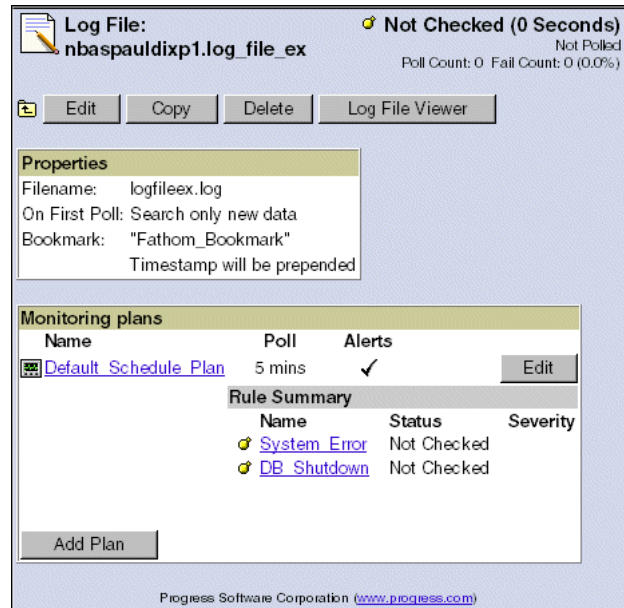 Log File:
nbaspauldixp1.log_file_ex
Not Checked (0 Seconds)
Not Polled
Poll Count: 0 Fail Count: 0 (0.0%)
Edit Copy Delete Log File Viewer
Properties
Filename: logfileex.log
On First Poll: Search only new data
Bookmark: "Fathom_Bookmark"
Timestamp will be prepended
Monitoring plans
Name Poll Alerts
Default_Schedule_Plan 5 mins Edit
Rule Summary
Name Status Severity
System_Error Not Checked
DB_Shutdown Not Checked
Add Plan
Progress Software Corporation (www.progress.com)